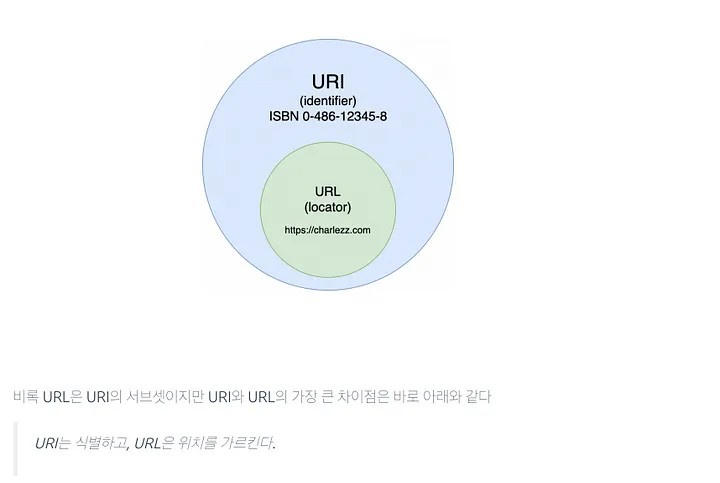 URI
(identifier)
ISBN 0-486-12345-8
URL
(locator)
https://charlezz.com
비록 URL은 URI의 서브셋이지만 URI와 URL의 가장 큰 차이점은 바로 아래와 같다
URI는 식별하고, URL은 위치를 가르킨다.